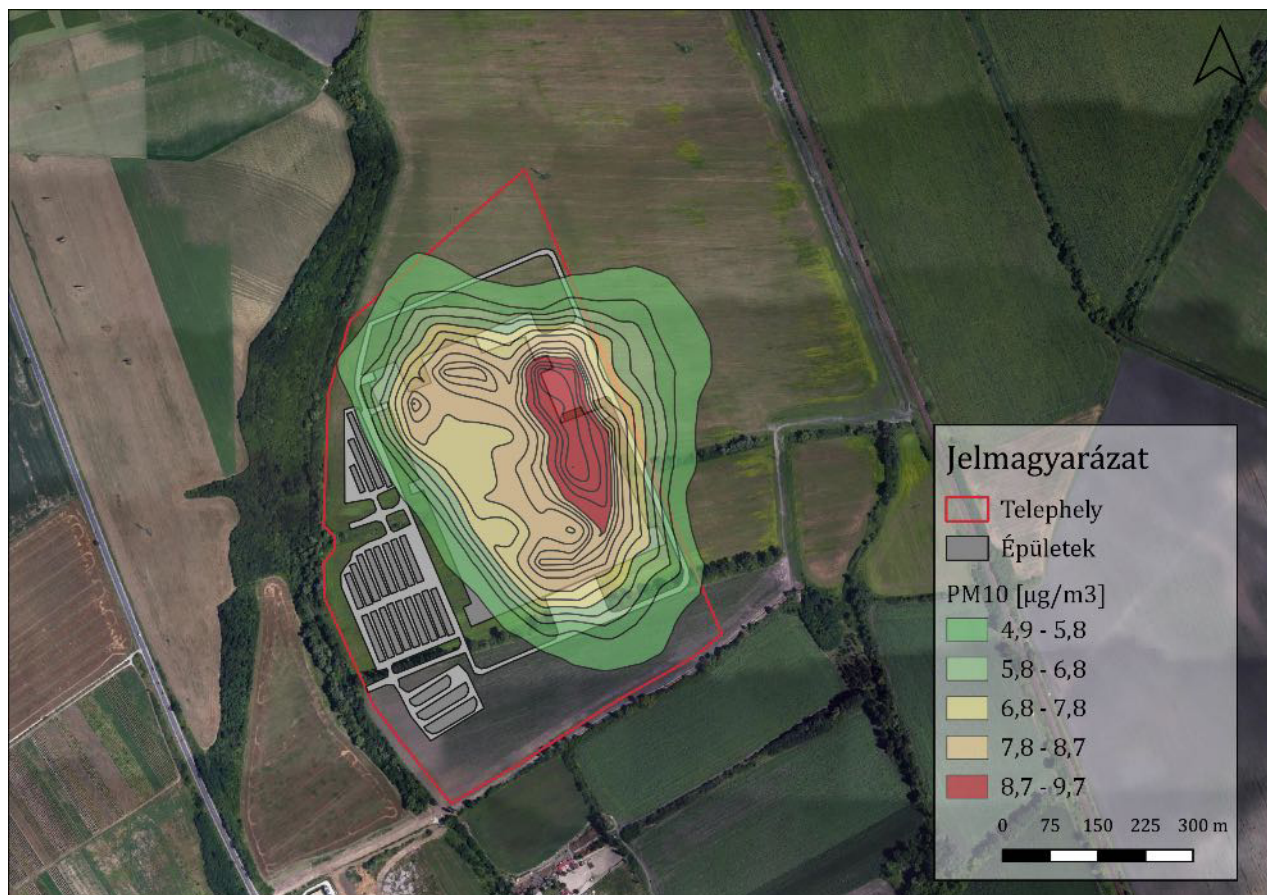 Jelmagyarázat
Telephely
Épületek
PM10 [µg/m3]
4,9 - 5,8
5,8 - 6,8
6,8 - 7,8
7,8 - 8,7
8,7 - 9,7
0 75 150 225 300 m